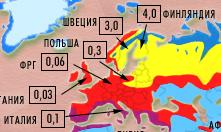 ШВЕЦИЯ
4,0 ФИНЛЯНДИЯ
3,0
ПОЛЬША
0,3
ФРГ 0,06
0,03
ИТАЛИЯ 0,1